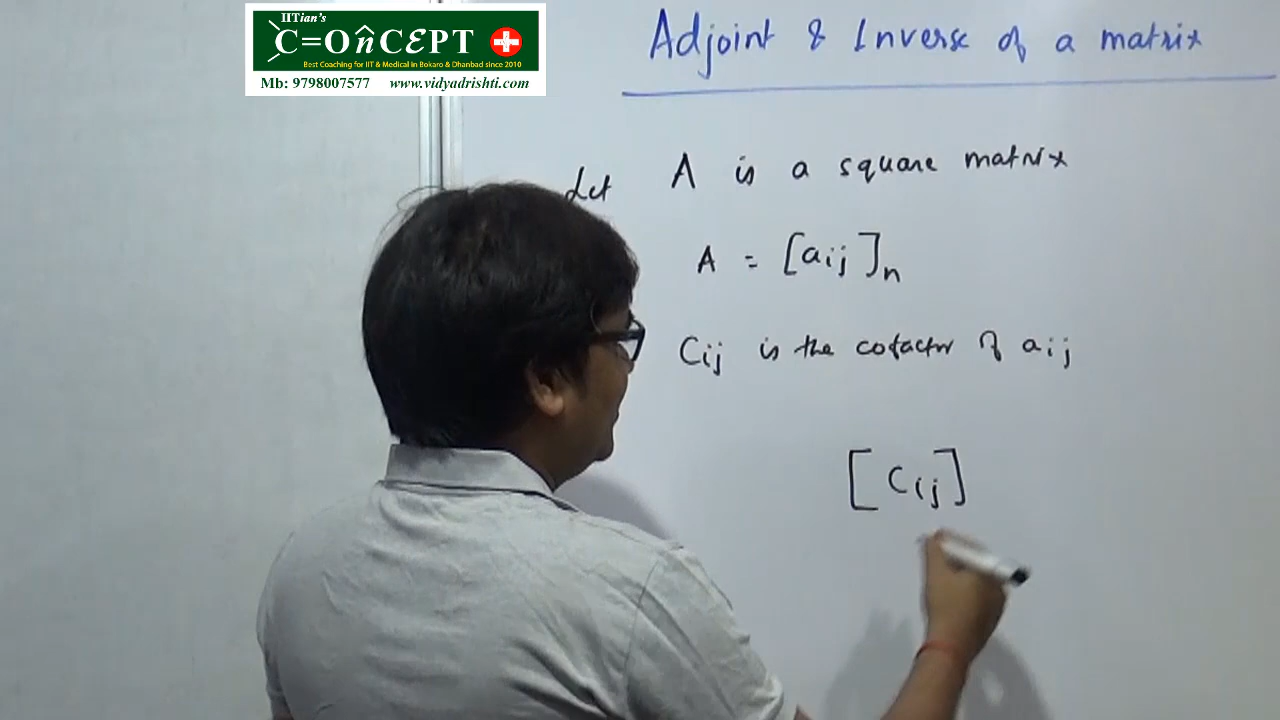 IITian's
C=OnCEPT
Best Coaching for IIT & Medical in Bokaro & Dhanbad since 2010
Mb: 9798007577 www.vidyadrishti.com
Adjoint & Inverse of a matrix
Let A is a square matrix
A = [aij]n
Cij is the cofactor of aij
[Cij]